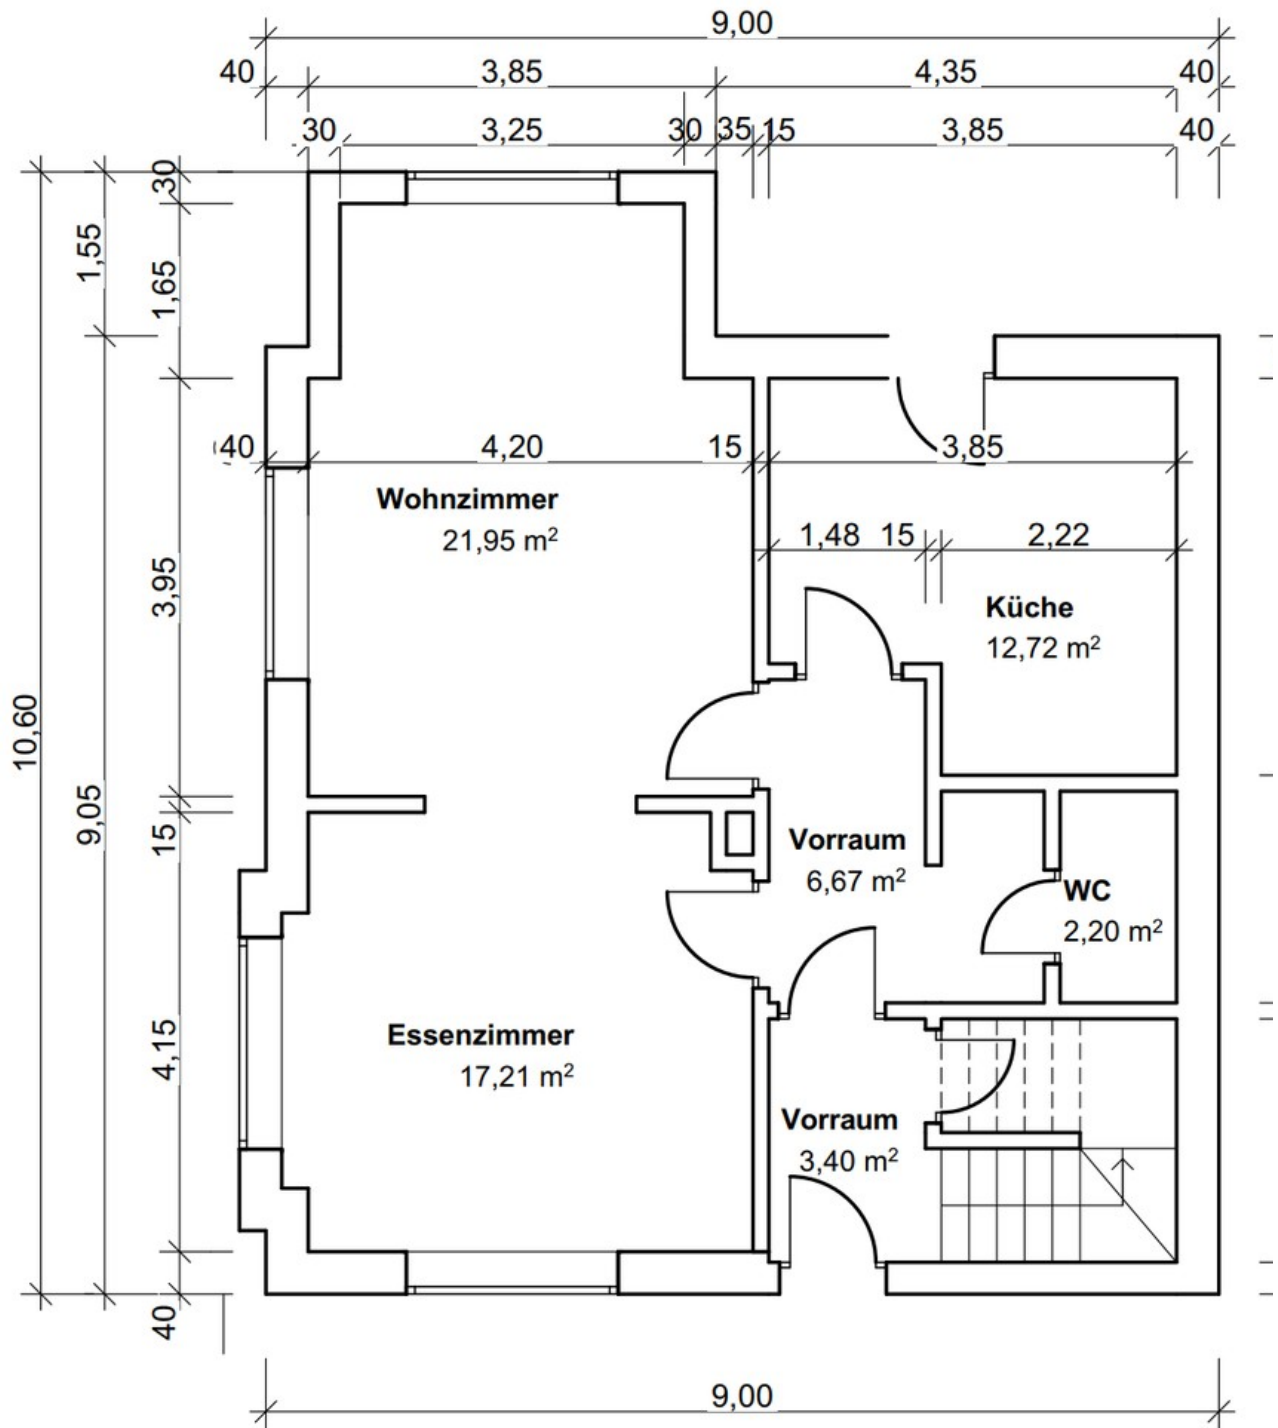 9,00
40 3,85 4,35 40
30 3,25 30 35 15 3,85 40
30
1,55
1,65
40 4,20 15 3,85
Wohnzimmer
21,95 m²
1,48 15 2,22
3,95
Küche
12,72 m²
10,60
9,05
15
Vorraum
6,67 m²
WC
2,20 m²
4,15
Essenzimmer
17,21 m²
Vorraum
3,40 m²
40
9,00